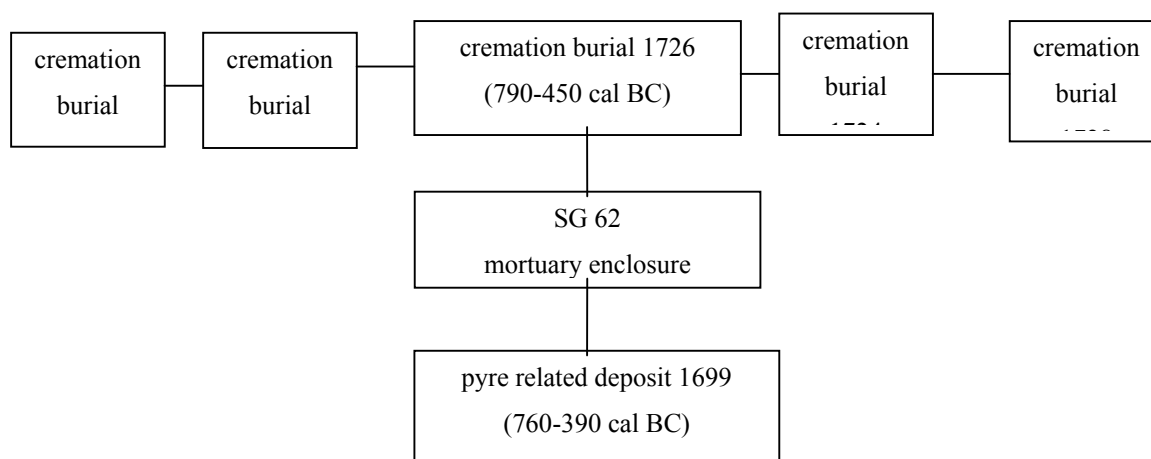 cremation
burial
cremation
burial
cremation burial 1726
(790-450 cal BC)
cremation
burial
cremation
burial
SG 62
mortuary enclosure
pyre related deposit 1699
(760-390 cal BC)